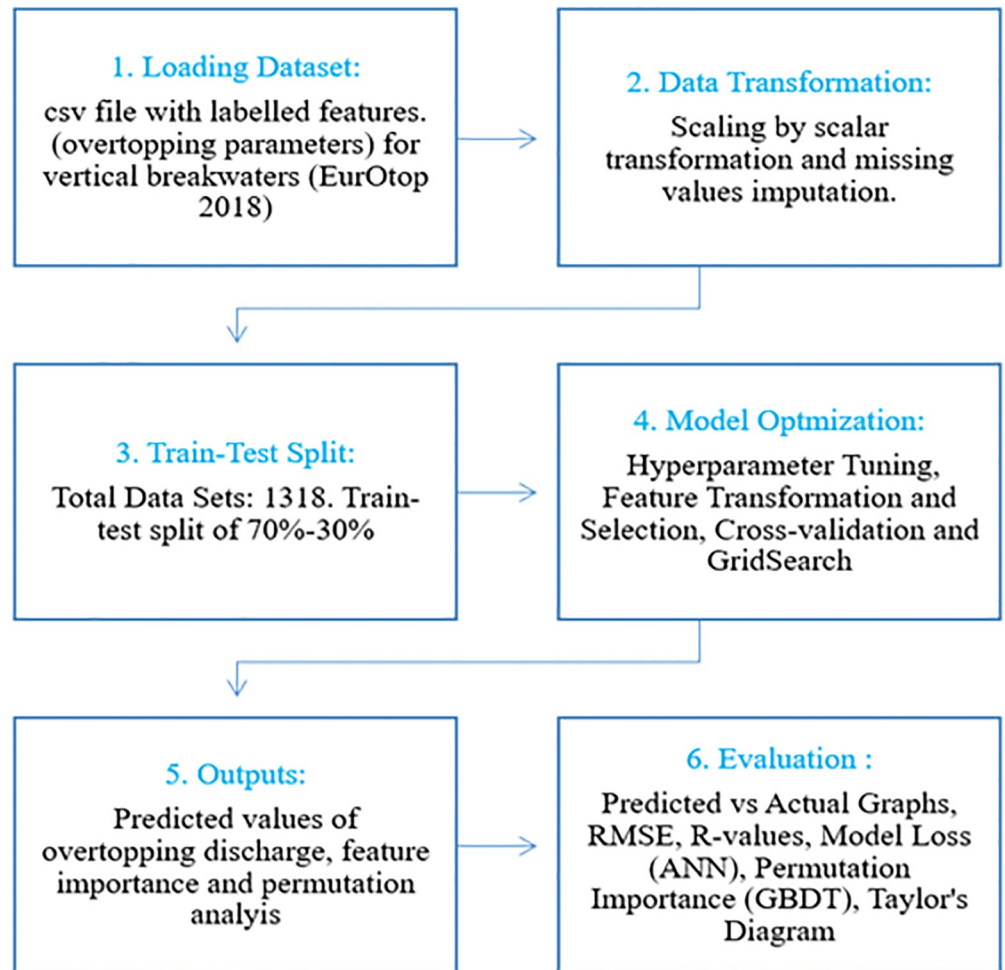 1. Loading Dataset:
csv file with labelled features.
(overtopping parameters) for
vertical breakwaters (EurOtop
2018)
2. Data Transformation:
Scaling by scalar
transformation and missing
values imputation.
3. Train-Test Split:
Total Data Sets: 1318. Train-
test split of 70%-30%
4. Model Optmization:
Hyperparameter Tuning,
Feature Transformation and
Selection, Cross-validation and
GridSearch
5. Outputs:
Predicted values of
overtopping discharge, feature
importance and permutation
analyis
6. Evaluation :
Predicted vs Actual Graphs,
RMSE, R-values, Model Loss
(ANN), Permutation
Importance (GBDT), Taylor's
Diagram